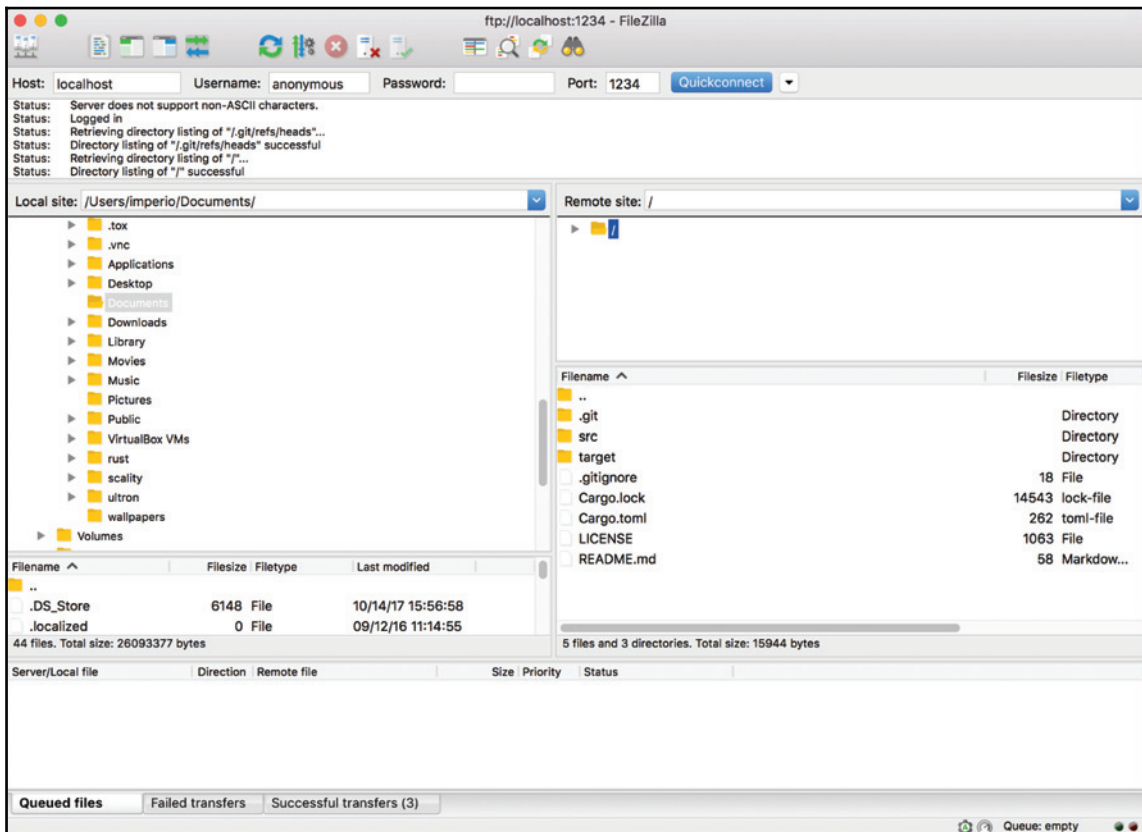 ftp://localhost:1234 - FileZilla
Host: localhost Username: anonymous Password: Port: 1234 Quickconnect
Status: Server does not support non-ASCII characters.
Status: Logged in
Status: Retrieving directory listing of "/.git/refs/heads"...
Status: Directory listing of "/.git/refs/heads" successful
Status: Retrieving directory listing of "/"...
Status: Directory listing of "/" successful
Local site: /Users/imperio/Documents/
.tox
.vnc
Applications
Desktop
Documents
Downloads
Library
Movies
Music
Pictures
Public
VirtualBox VMs
rust
scality
ultron
wallpapers
Volumes
Filename Filesize Filetype Last modified
..
.DS_Store 6148 File 10/14/17 15:56:58
.localized 0 File 09/12/16 11:14:55
44 files. Total size: 26093377 bytes
Remote site: /
/
Filename Filesize Filetype
..
.git Directory
src Directory
target Directory
.gitignore 18 File
Cargo.lock 14543 lock-file
Cargo.toml 262 toml-file
LICENSE 1063 File
README.md 58 Markdow...
5 files and 3 directories. Total size: 15944 bytes
Server/Local file Direction Remote file Size Priority Status
Queued files Failed transfers Successful transfers (3)
Queue: empty